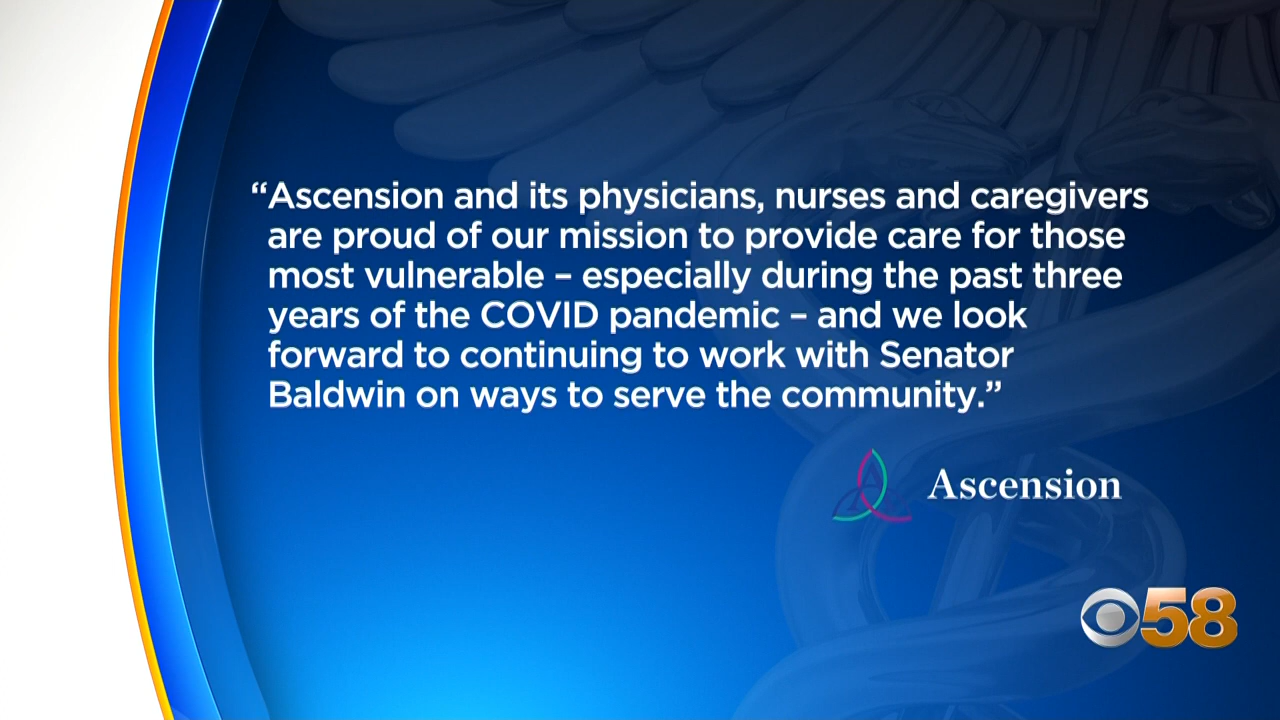 “Ascension and its physicians, nurses and caregivers
are proud of our mission to provide care for those
most vulnerable – especially during the past three
years of the COVID pandemic – and we look
forward to continuing to work with Senator
Baldwin on ways to serve the community.”
Ascension
58